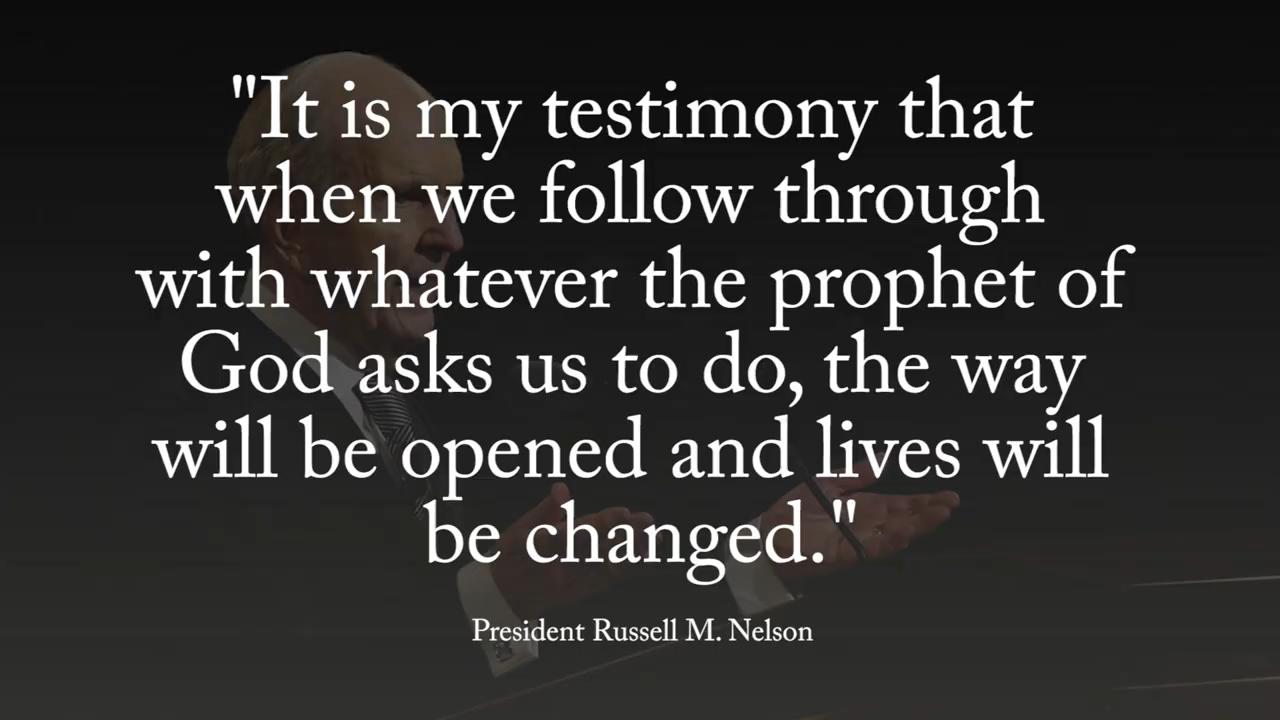 "It is my testimony that
when we follow through
with whatever the prophet of
God asks us to do, the way
will be opened and lives will
be changed."
President Russell M. Nelson